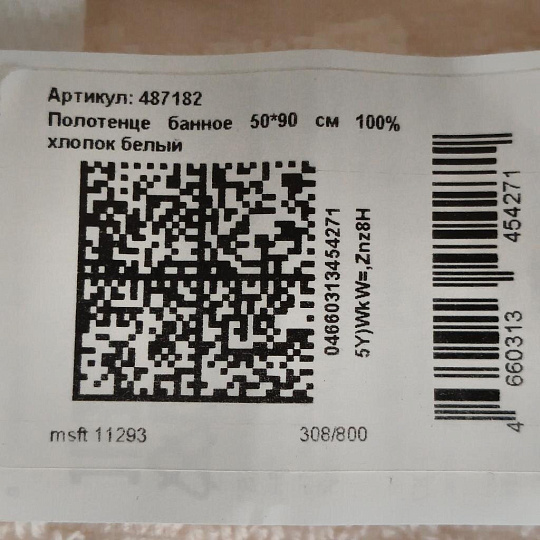 Артикул: 487182
Полотенце банное 50*90 см 100%
хлопок белый
04660313454271
5Y)WkW=,Znz8H
4 660313 454271
msft 11293
308/800